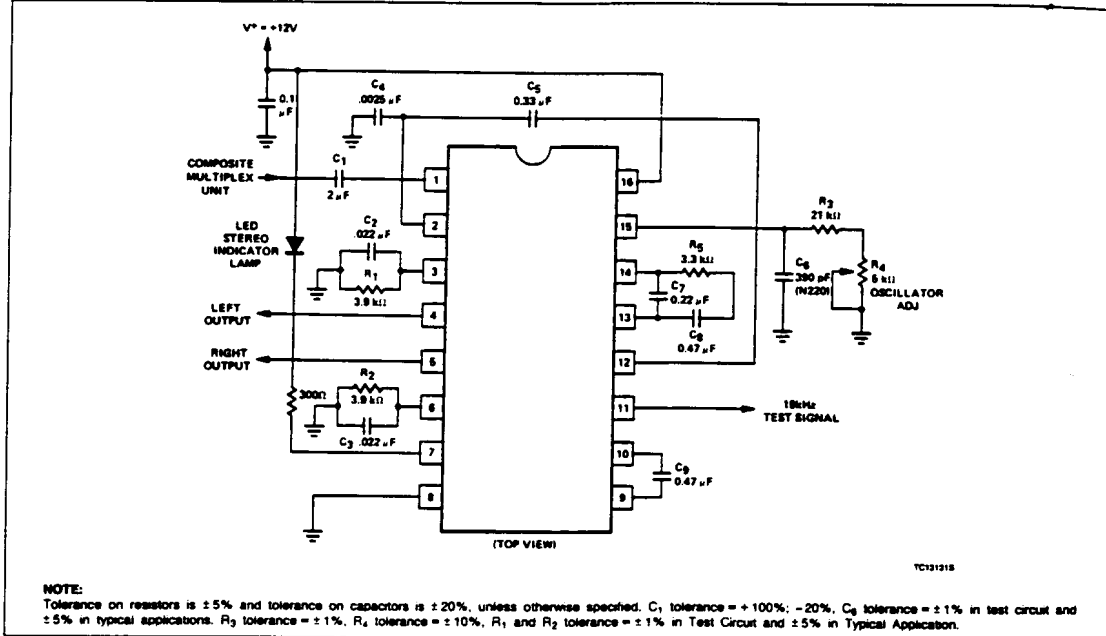 V+ = +12V
0.1
μF
C4
.0025 μF
C5
0.33 μF
COMPOSITE
MULTIPLEX
UNIT
C1
2 μF
1
16
LED
STEREO
INDICATOR
LAMP
2
15
R3
21 kΩ
C2
.022 μF
3
R1
3.9 kΩ
14
R5
3.3 kΩ
C7
0.22 μF
C6
390 pF
(N220)
R4
5 kΩ
OSCILLATOR
ADJ
LEFT
OUTPUT
4
13
C8
0.47 μF
RIGHT
OUTPUT
5
12
300Ω
R2
3.9 kΩ
6
C3 .022 μF
11
19kHz
TEST SIGNAL
7
10
C9
0.47 μF
8
9
(TOP VIEW)
TC13131S
NOTE:
Tolerance on resistors is ±5% and tolerance on capacitors is ±20%, unless otherwise specified. C1 tolerance = +100%; -20%, C6 tolerance = ±1% in test circuit and
±5% in typical applications. R3 tolerance = ±1%, R4 tolerance = ±10%, R1 and R2 tolerance = ±1% in Test Circuit and ±5% in Typical Application.